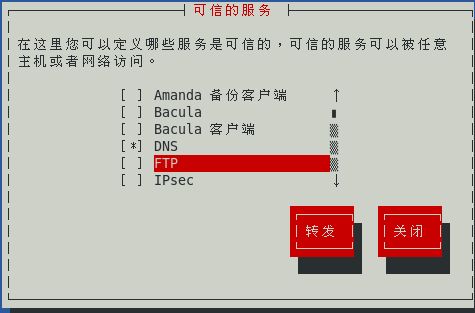 可信的服务
在这里您可以定义哪些服务是可信的，可信的服务可以被任意
主机或者网络访问。
[ ] Amanda 备份客户端 ↑
[ ] Bacula
[ ] Bacula 客户端
[*] DNS
[ ] FTP
[ ] IPsec ↓
转发 关闭